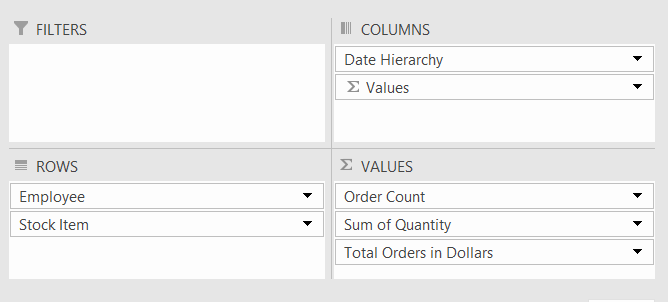 FILTERS
COLUMNS
Date Hierarchy
Σ Values
ROWS
Employee
Stock Item
Σ VALUES
Order Count
Sum of Quantity
Total Orders in Dollars